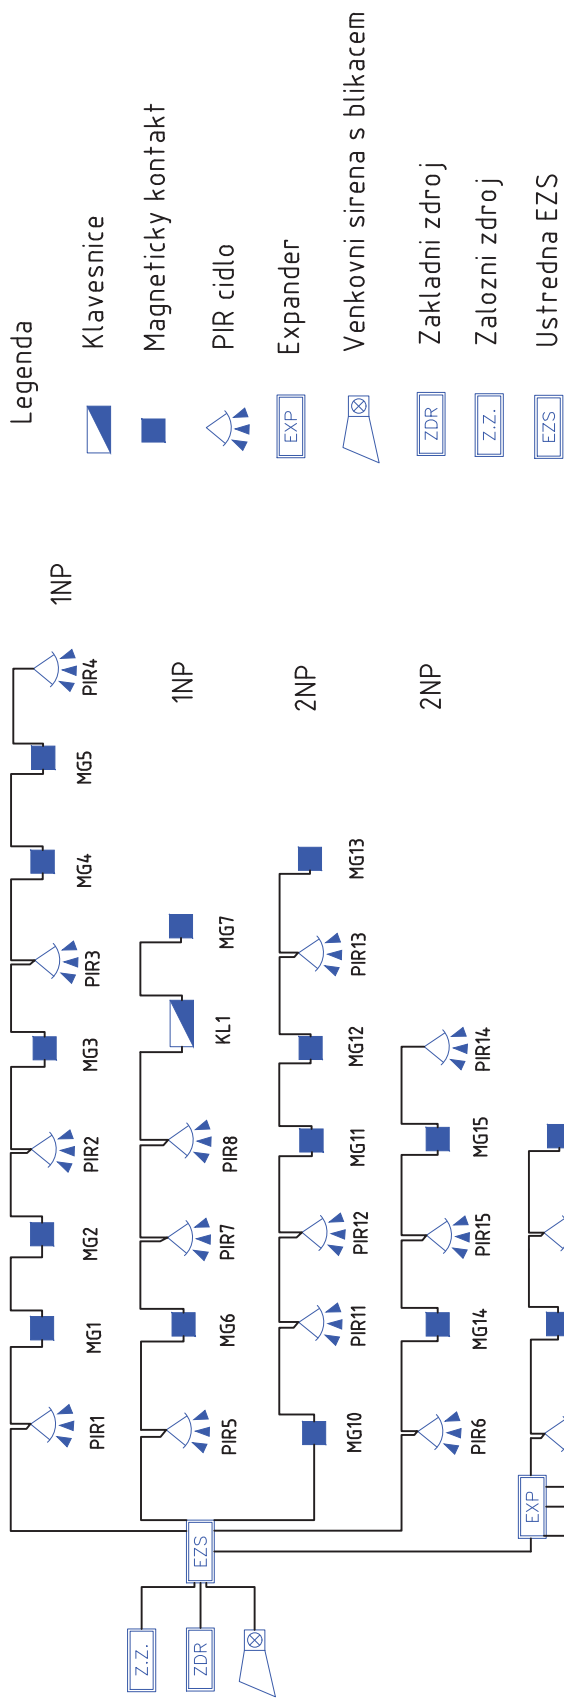 Legenda
Klavesnice
Magneticky kontakt
PIR cidlo
EXP Expander
Venkovni sirena s blikacem
ZDR Zakladni zdroj
Z.Z. Zalozni zdroj
EZS Ustredna EZS
Z.Z.
ZDR
EZS
PIR1 MG1 MG2 PIR2 MG3 PIR3 MG4 MG5 PIR4 1NP
PIR5 MG6 PIR7 PIR8 KL1 MG7 1NP
MG10 PIR11 PIR12 MG11 MG12 PIR13 MG13 2NP
PIR6 MG14 PIR15 MG15 PIR14 2NP
EXP